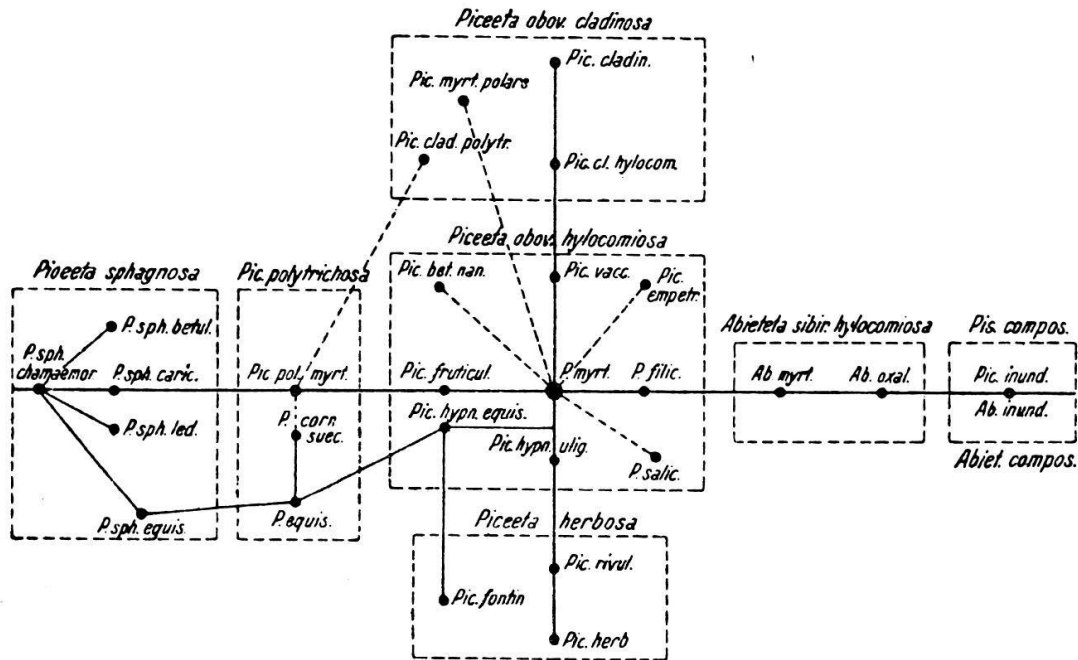 Piceeta obov. cladinosa
Pic. cladin.
Pic. myrt. polars
Pic. clad. polytr.
Pic. cl. hylocom.
Piceeta obov. hylocomiosa
Pioeeta sphagnosa
Pic. polytrichosa
Pic. bet. nan.
Pic. vacc.
Pic.
empetr.
Abieteta sibir. hylocomiosa
Pis. compos.
P. sph. betul.
P. sph.
chamaemor
P. sph. caric.
Pic. pol. myrt.
Pic. fruticul.
P. myrt.
P. filic.
Ab. myrt.
Ab. oxal.
Pic. inund.
Ab. inund.
P. sph. led.
P. corn.
suec.
Pic. hypn. equis.
Pic. hypn. ulig.
P. salic.
Abiet. compos.
P. sph. equis.
P. equis.
Piceeta herbosa
Pic. rivul.
Pic. fontin
Pic. herb